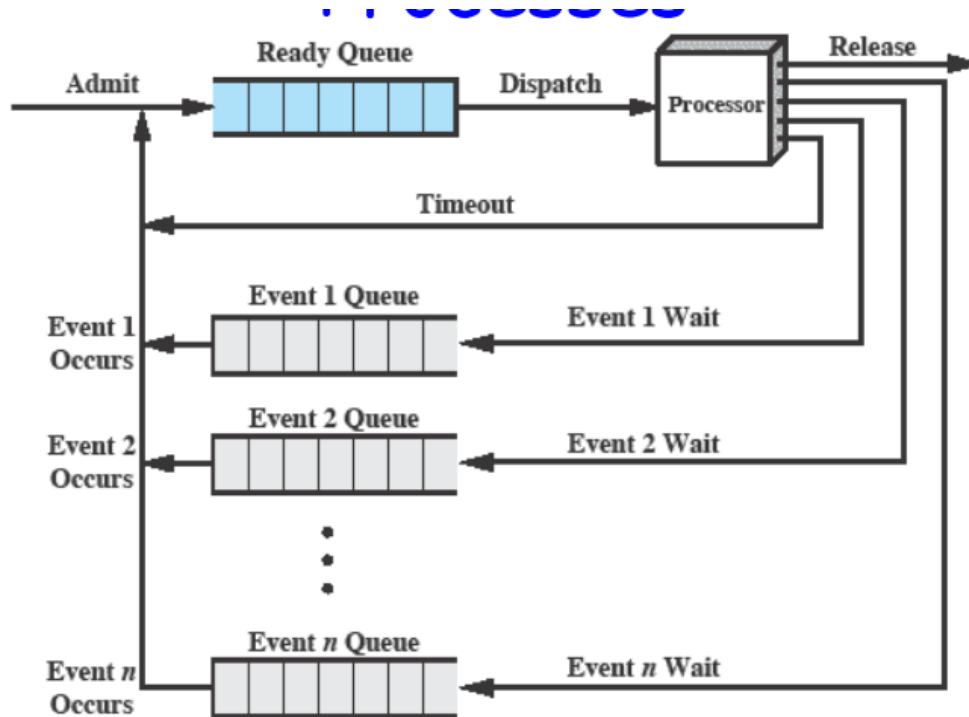 Processes
Ready Queue
Release
Admit
Dispatch
Processor
Timeout
Event 1 Queue
Event 1 Wait
Event 1
Occurs
Event 2 Queue
Event 2 Wait
Event 2
Occurs
Event n Queue
Event n Wait
Event n
Occurs